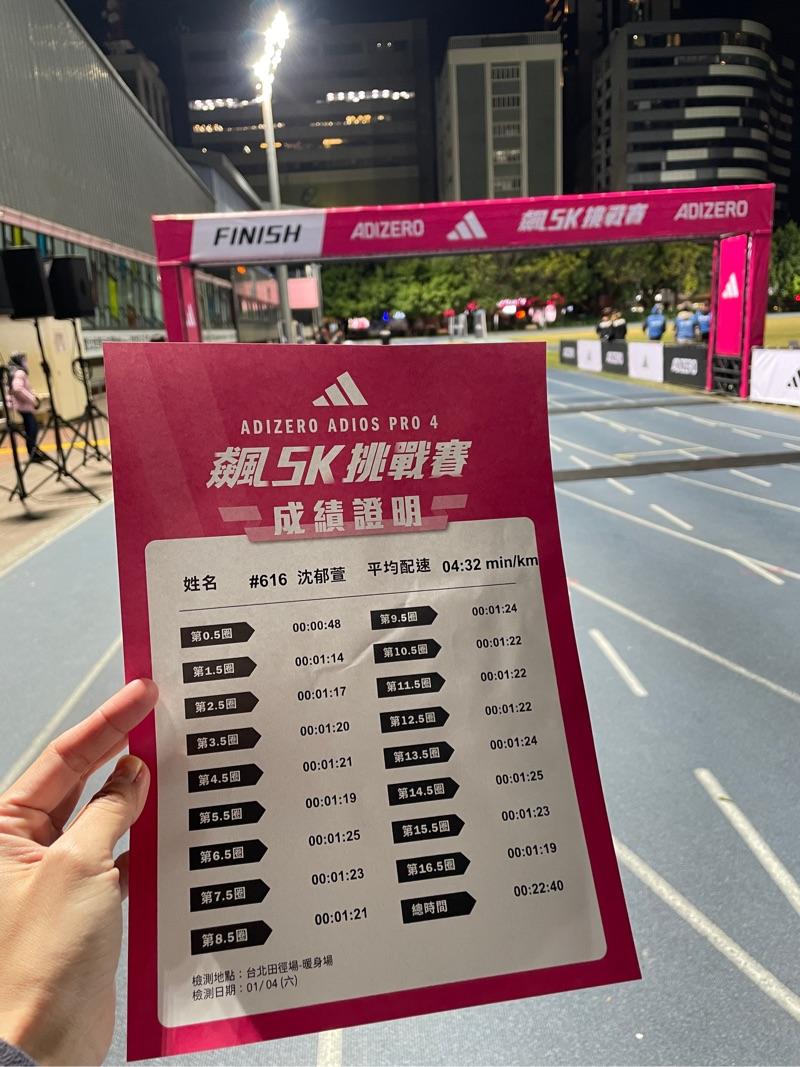 FINISH ADIZERO 飆5K挑戰賽 ADIZERO
ADIZERO
ADIZERO ADIOS PRO 4
飆5K挑戰賽
成績證明
姓名 #616 沈郁萱 平均配速 04:32 min/km
第0.5圈 00:00:48
第1.5圈 00:01:14
第2.5圈 00:01:17
第3.5圈 00:01:20
第4.5圈 00:01:21
第5.5圈 00:01:19
第6.5圈 00:01:25
第7.5圈 00:01:23
第8.5圈 00:01:21
第9.5圈 00:01:24
第10.5圈 00:01:22
第11.5圈 00:01:22
第12.5圈 00:01:22
第13.5圈 00:01:24
第14.5圈 00:01:25
第15.5圈 00:01:23
第16.5圈 00:01:19
總時間 00:22:40
檢測地點：台北田徑場-暖身場
檢測日期：01/ 04 (六)